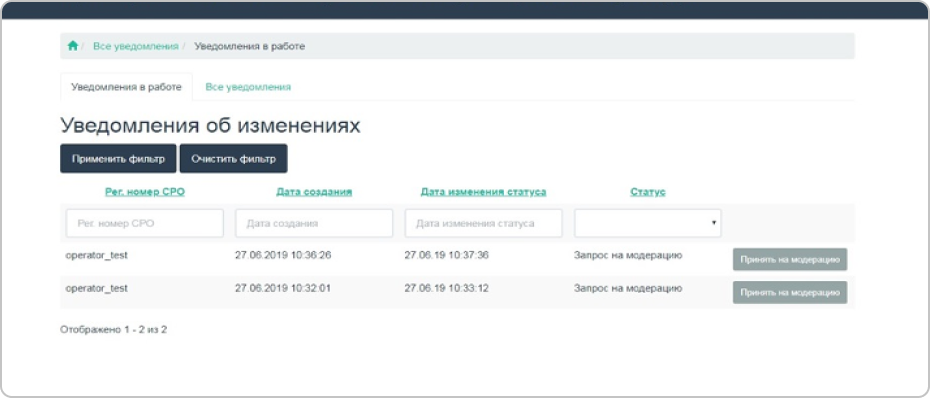 / Все уведомления / Уведомления в работе
Уведомления в работе Все уведомления
Уведомления об изменениях
Применить фильтр Очистить фильтр
Рег. номер СРО Дата создания Дата изменения статуса Статус
Рег. номер СРО Дата создания Дата изменения статуса
operator_test 27.06.2019 10:36:26 27.06.19 10:37:36 Запрос на модерацию Принять на модерацию
operator_test 27.06.2019 10:32:01 27.06.19 10:33:12 Запрос на модерацию Принять на модерацию
Отображено 1 - 2 из 2